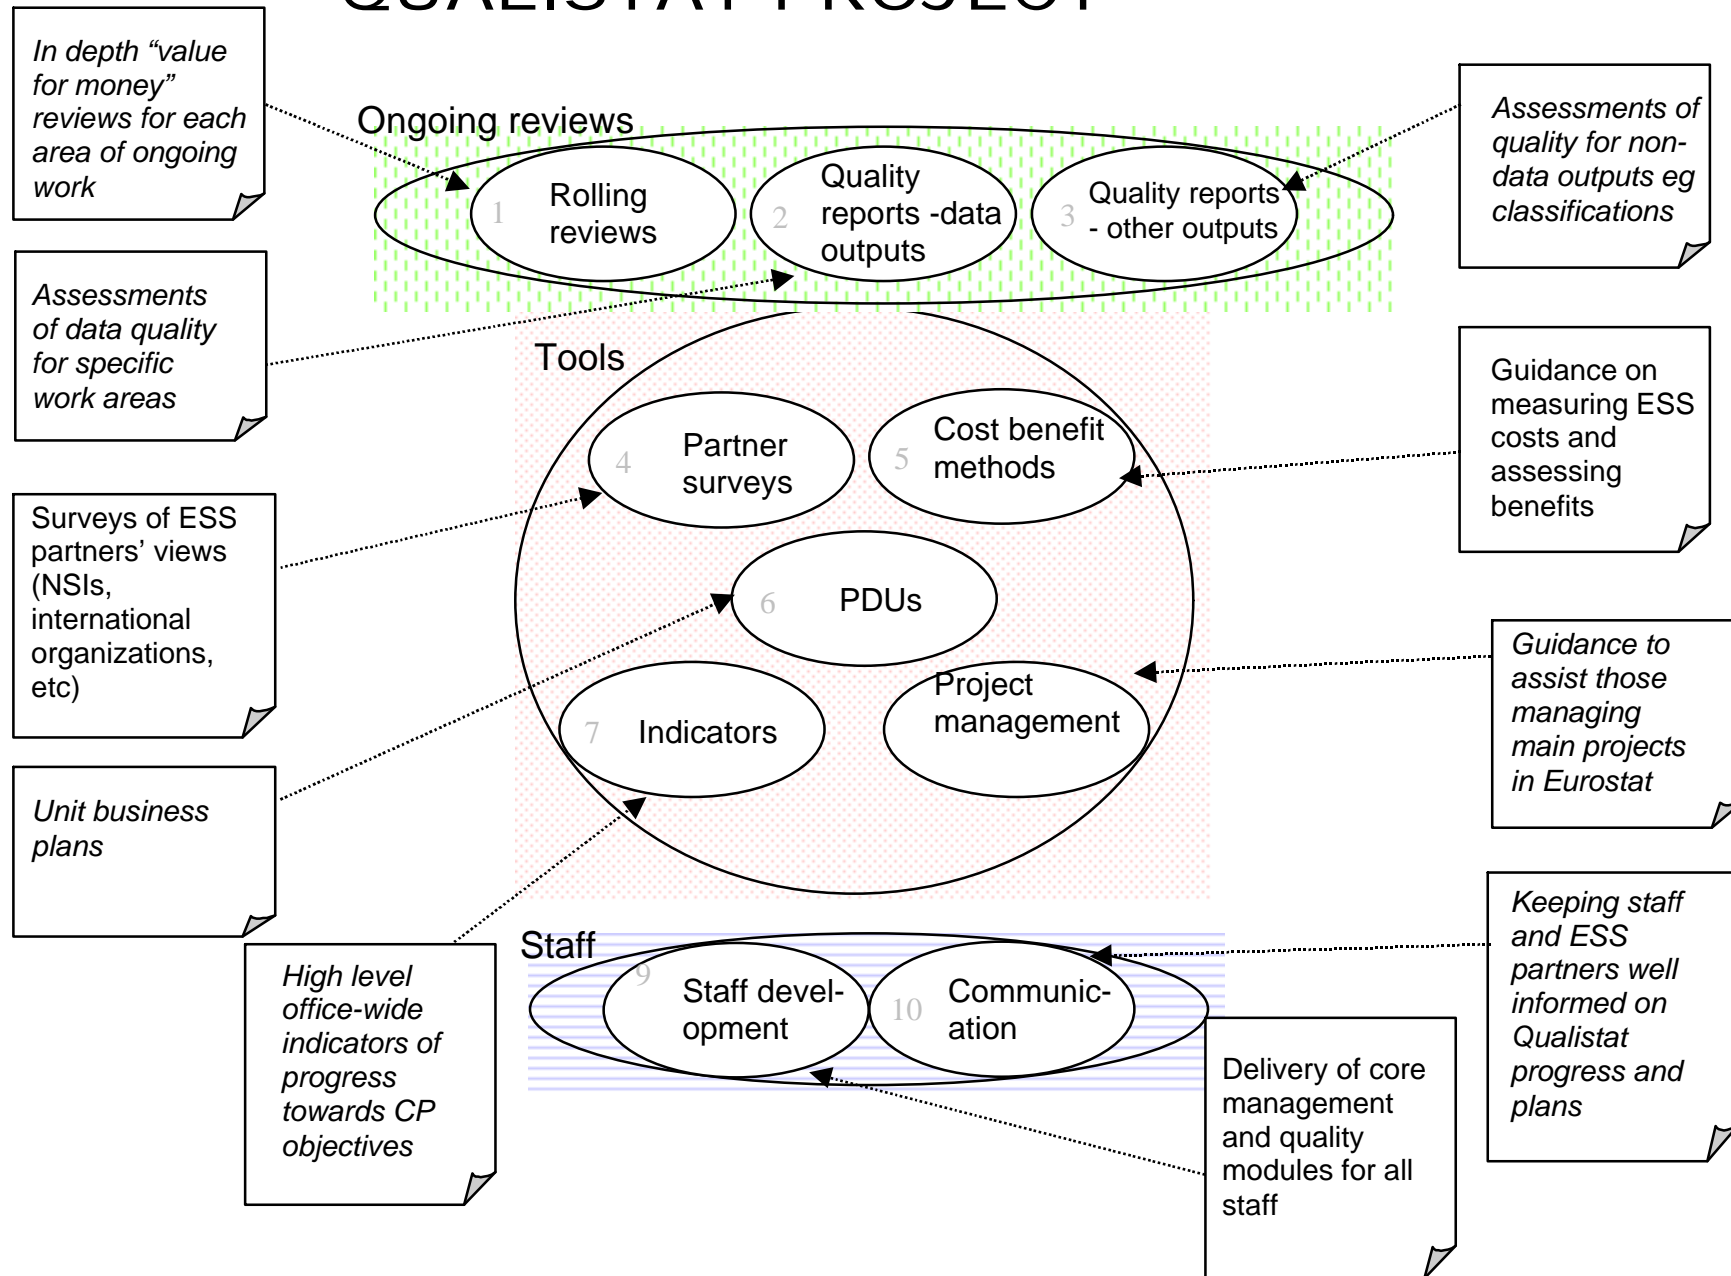 QUALISTAT PROJECT
In depth “value
for money”
reviews for each
area of ongoing
work
Ongoing reviews
1
Rolling
reviews
2
Quality
reports -data
outputs
3
Quality reports
- other outputs
Assessments of
quality for non-
data outputs eg
classifications
Assessments
of data quality
for specific
work areas
Tools
4
Partner
surveys
5
Cost benefit
methods
Guidance on
measuring ESS
costs and
assessing
benefits
Surveys of ESS
partners’ views
(NSIs,
international
organizations,
etc)
6
PDUs
7
Indicators
Project
management
Guidance to
assist those
managing
main projects
in Eurostat
Unit business
plans
Staff
9
Staff devel-
opment
10
Communic-
ation
Keeping staff
and ESS
partners well
informed on
Qualistat
progress and
plans
High level
office-wide
indicators of
progress
towards CP
objectives
Delivery of core
management
and quality
modules for all
staff